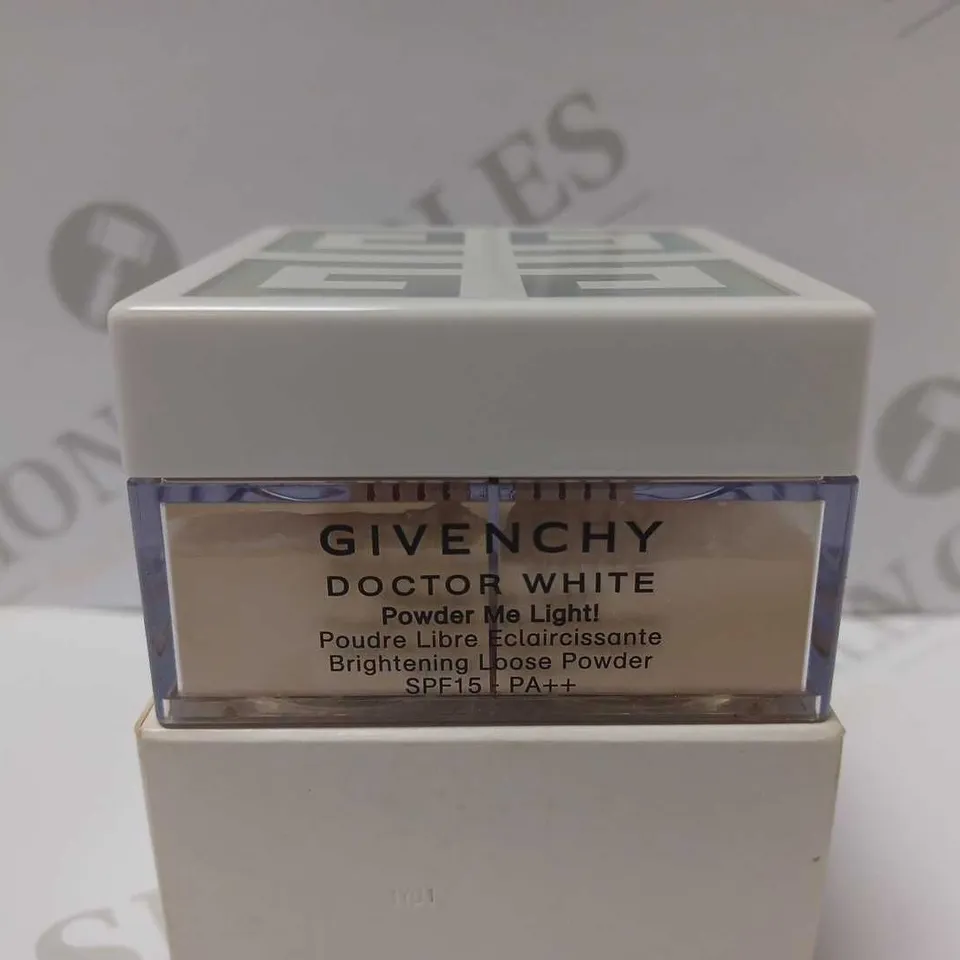 GIVENCHY
DOCTOR WHITE
Powder Me Light!
Poudre Libre Eclaircissante
Brightening Loose Powder
SPF15 - PA++